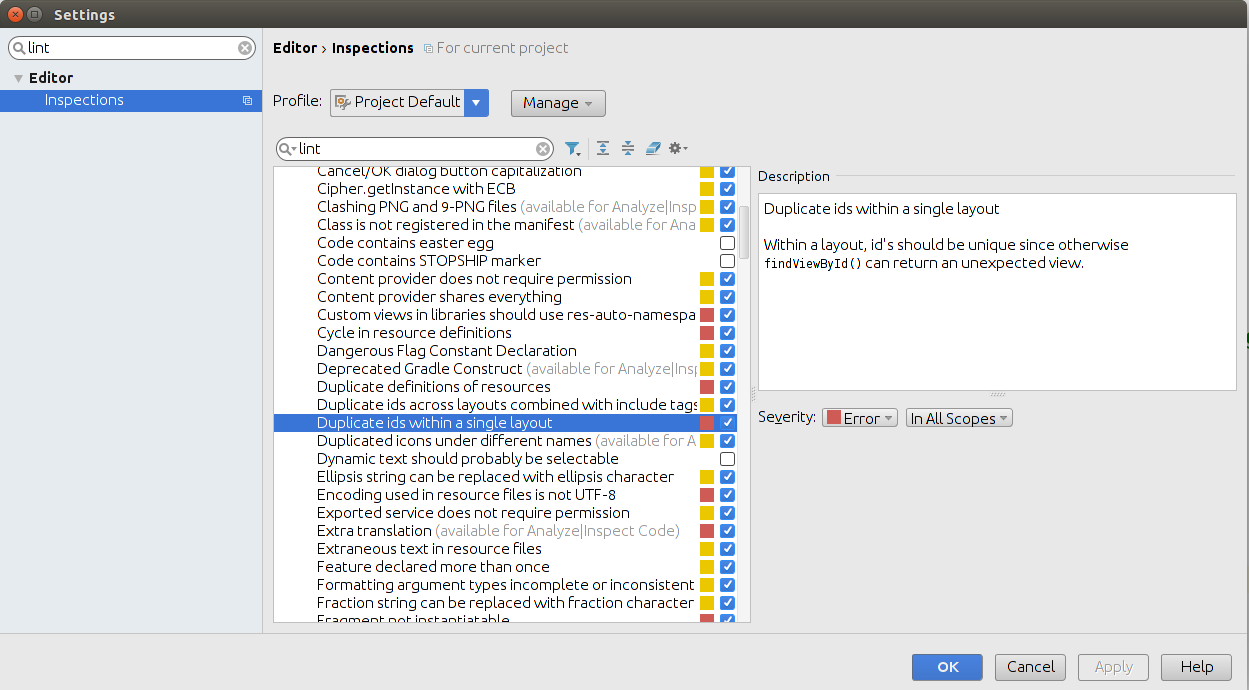 Settings
lint
Editor
Inspections
Editor › Inspections For current project
Profile: Project Default Manage
lint
Cancel/OK dialog button capitalization
Cipher.getInstance with ECB
Clashing PNG and 9-PNG files (available for Analyze|Insp
Class is not registered in the manifest (available for Ana
Code contains easter egg
Code contains STOPSHIP marker
Content provider does not require permission
Content provider shares everything
Custom views in libraries should use res-auto-namespa
Cycle in resource definitions
Dangerous Flag Constant Declaration
Deprecated Gradle Construct (available for Analyze|Insp
Duplicate definitions of resources
Duplicate ids across layouts combined with include tags
Duplicate ids within a single layout
Duplicated icons under different names (available for A
Dynamic text should probably be selectable
Ellipsis string can be replaced with ellipsis character
Encoding used in resource files is not UTF-8
Exported service does not require permission
Extra translation (available for Analyze|Inspect Code)
Extraneous text in resource files
Feature declared more than once
Formatting argument types incomplete or inconsistent
Fraction string can be replaced with fraction character
Fragment not instantiatable
Description
Duplicate ids within a single layout
Within a layout, id's should be unique since otherwise
findViewById() can return an unexpected view.
Severity: Error In All Scopes
OK Cancel Apply Help